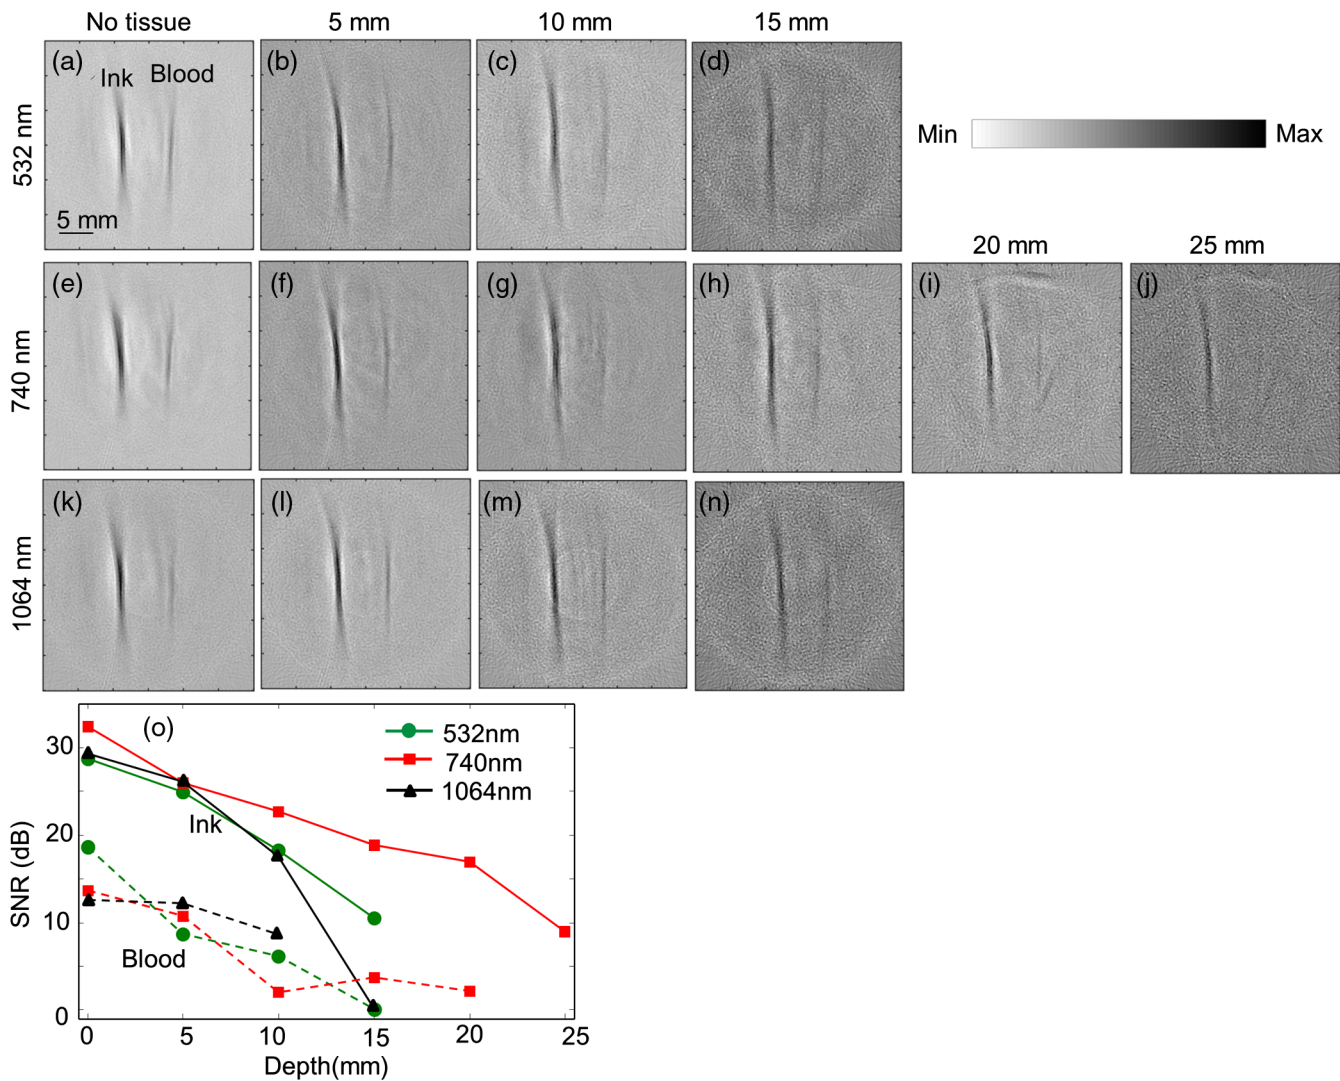 No tissue 5 mm 10 mm 15 mm
(a) Ink Blood (b) (c) (d)
532 nm
5 mm
Min Max
20 mm 25 mm
(e) (f) (g) (h) (i) (j)
740 nm
(k) (l) (m) (n)
1064 nm
(o)
532nm
740nm
1064nm
Ink
Blood
SNR (dB)
30
20
10
0
0 5 10 15 20 25
Depth(mm)